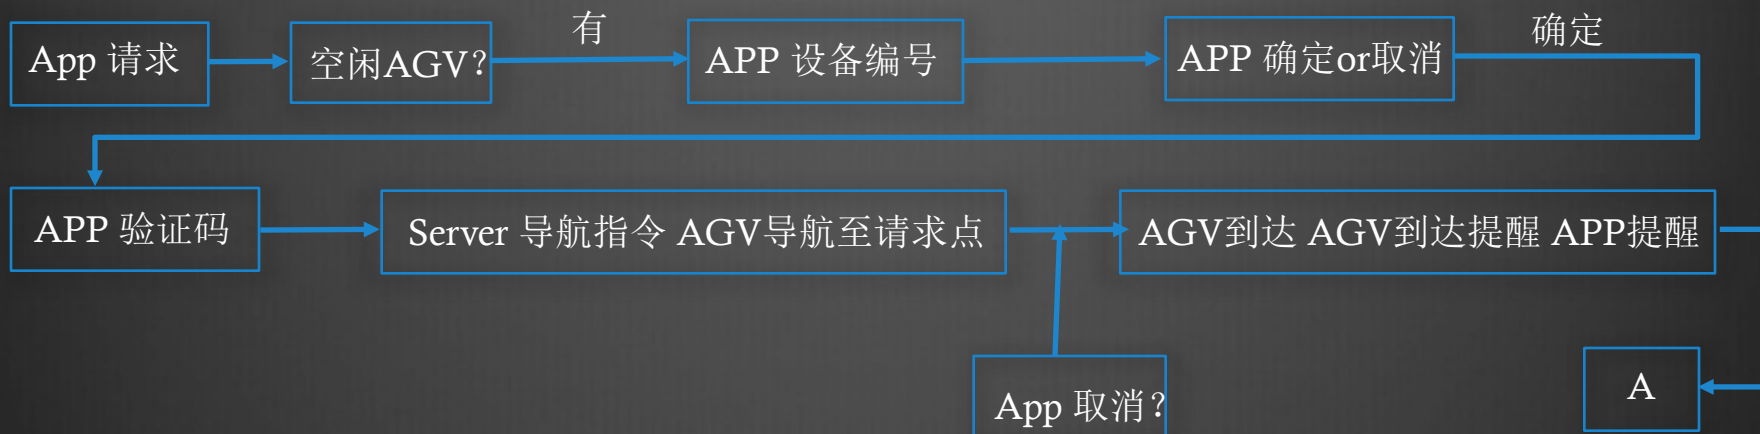 App 请求
空闲AGV？
有
APP 设备编号
APP 确定or取消
确定
APP 验证码
Server 导航指令 AGV导航至请求点
AGV到达 AGV到达提醒 APP提醒
App 取消？
A